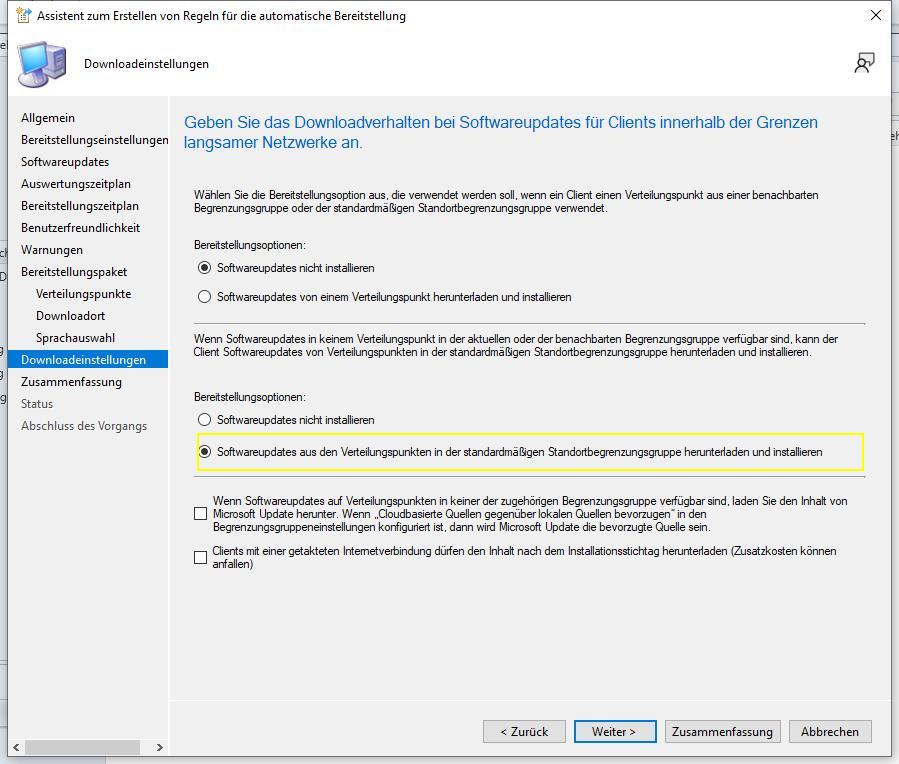 Assistent zum Erstellen von Regeln für die automatische Bereitstellung
Downloadeinstellungen
Allgemein
Bereitstellungseinstellungen
Softwareupdates
Auswertungszeitplan
Bereitstellungszeitplan
Benutzerfreundlichkeit
Warnungen
Bereitstellungspaket
Verteilungspunkte
Downloadort
Sprachauswahl
Downloadeinstellungen
Zusammenfassung
Status
Abschluss des Vorgangs
Geben Sie das Downloadverhalten bei Softwareupdates für Clients innerhalb der Grenzen
langsamer Netzwerke an.
Wählen Sie die Bereitstellungsoption aus, die verwendet werden soll, wenn ein Client einen Verteilungspunkt aus einer benachbarten
Begrenzungsgruppe oder der standardmäßigen Standortbegrenzungsgruppe verwendet.
Bereitstellungsoptionen:
Softwareupdates nicht installieren
Softwareupdates von einem Verteilungspunkt herunterladen und installieren
Wenn Softwareupdates in keinem Verteilungspunkt in der aktuellen oder der benachbarten Begrenzungsgruppe verfügbar sind, kann der
Client Softwareupdates von Verteilungspunkten in der standardmäßigen Standortbegrenzungsgruppe herunterladen und installieren.
Bereitstellungsoptionen:
Softwareupdates nicht installieren
Softwareupdates aus den Verteilungspunkten in der standardmäßigen Standortbegrenzungsgruppe herunterladen und installieren
Wenn Softwareupdates auf Verteilungspunkten in keiner der zugehörigen Begrenzungsgruppe verfügbar sind, laden Sie den Inhalt von
Microsoft Update herunter. Wenn „Cloudbasierte Quellen gegenüber lokalen Quellen bevorzugen" in den
Begrenzungsgruppeneinstellungen konfiguriert ist, dann wird Microsoft Update die bevorzugte Quelle sein.
Clients mit einer getakteten Internetverbindung dürfen den Inhalt nach dem Installationsstichtag herunterladen (Zusatzkosten können
anfallen)
< Zurück
Weiter >
Zusammenfassung
Abbrechen